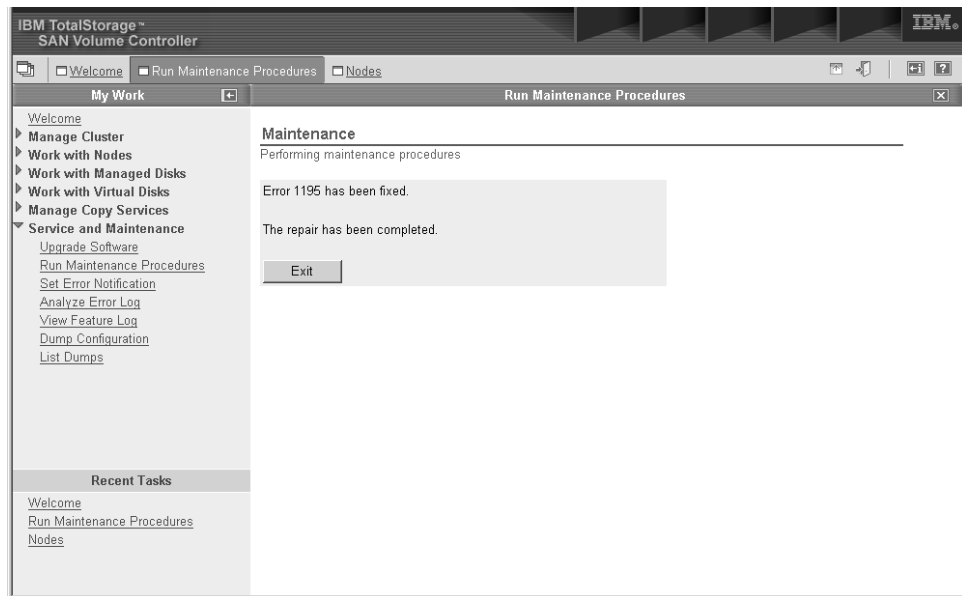 IBM TotalStorage™
SAN Volume Controller
IBM®
Welcome
Run Maintenance Procedures
Nodes
My Work
Run Maintenance Procedures
Welcome
Manage Cluster
Work with Nodes
Work with Managed Disks
Work with Virtual Disks
Manage Copy Services
Service and Maintenance
Upgrade Software
Run Maintenance Procedures
Set Error Notification
Analyze Error Log
View Feature Log
Dump Configuration
List Dumps
Recent Tasks
Welcome
Run Maintenance Procedures
Nodes
Maintenance
Performing maintenance procedures
Error 1195 has been fixed.
The repair has been completed.
Exit